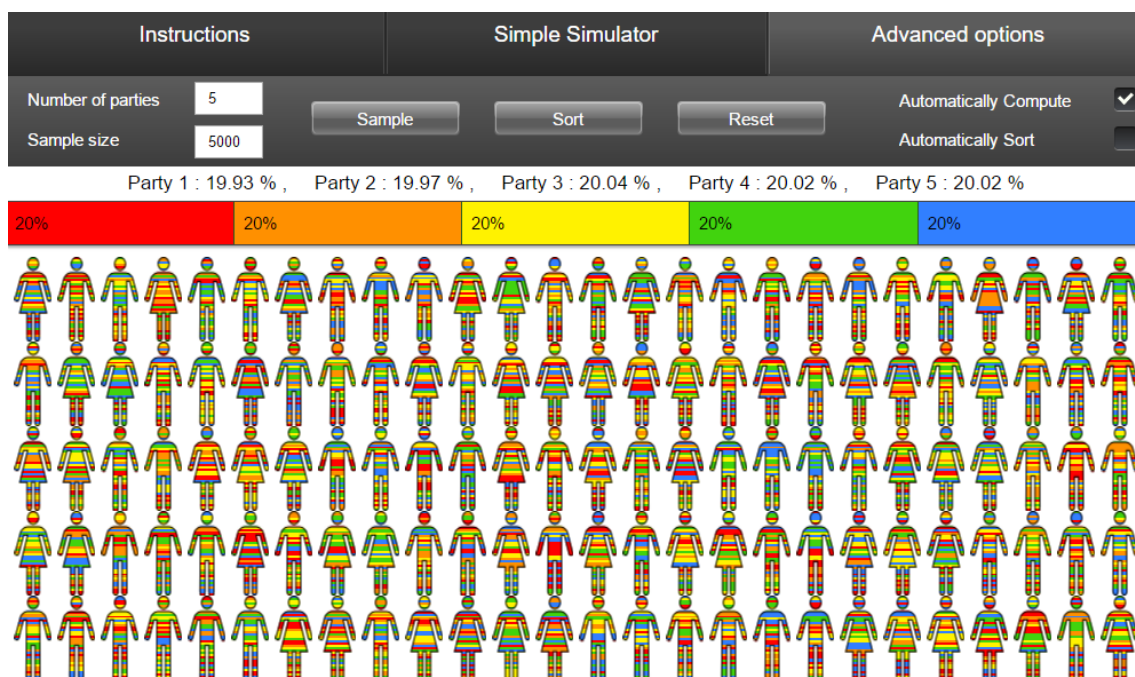 Instructions Simple Simulator Advanced options
Number of parties 5 Sample Sort Reset Automatically Compute
Sample size 5000 Automatically Sort
Party 1 : 19.93 % , Party 2 : 19.97 % , Party 3 : 20.04 % , Party 4 : 20.02 % , Party 5 : 20.02 %
20% 20% 20% 20% 20%